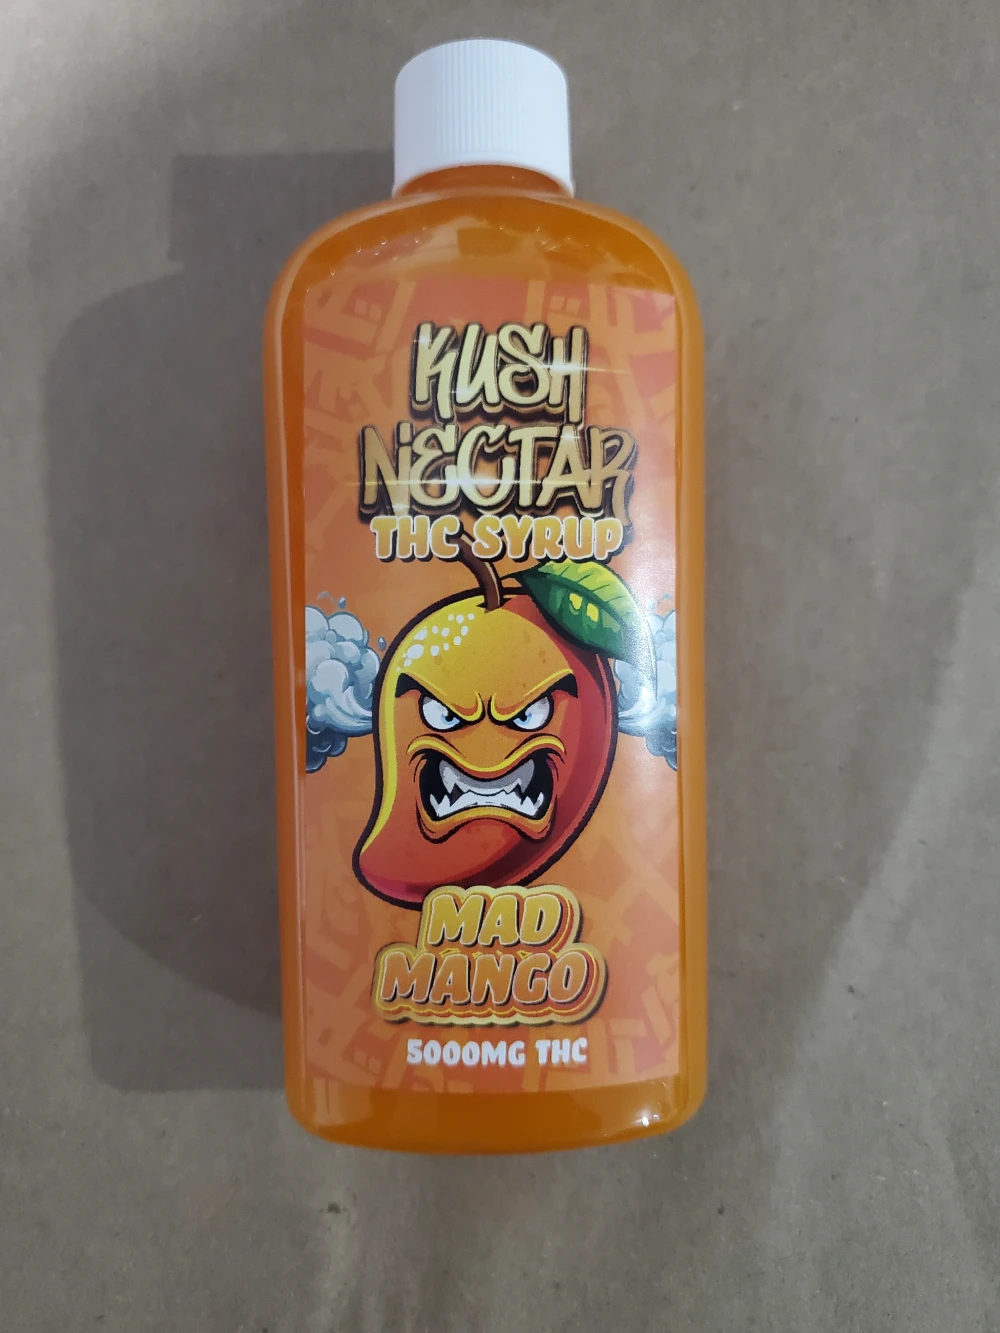 KUSH
NECTAR
THC SYRUP
MAD
MANGO
5000MG THC